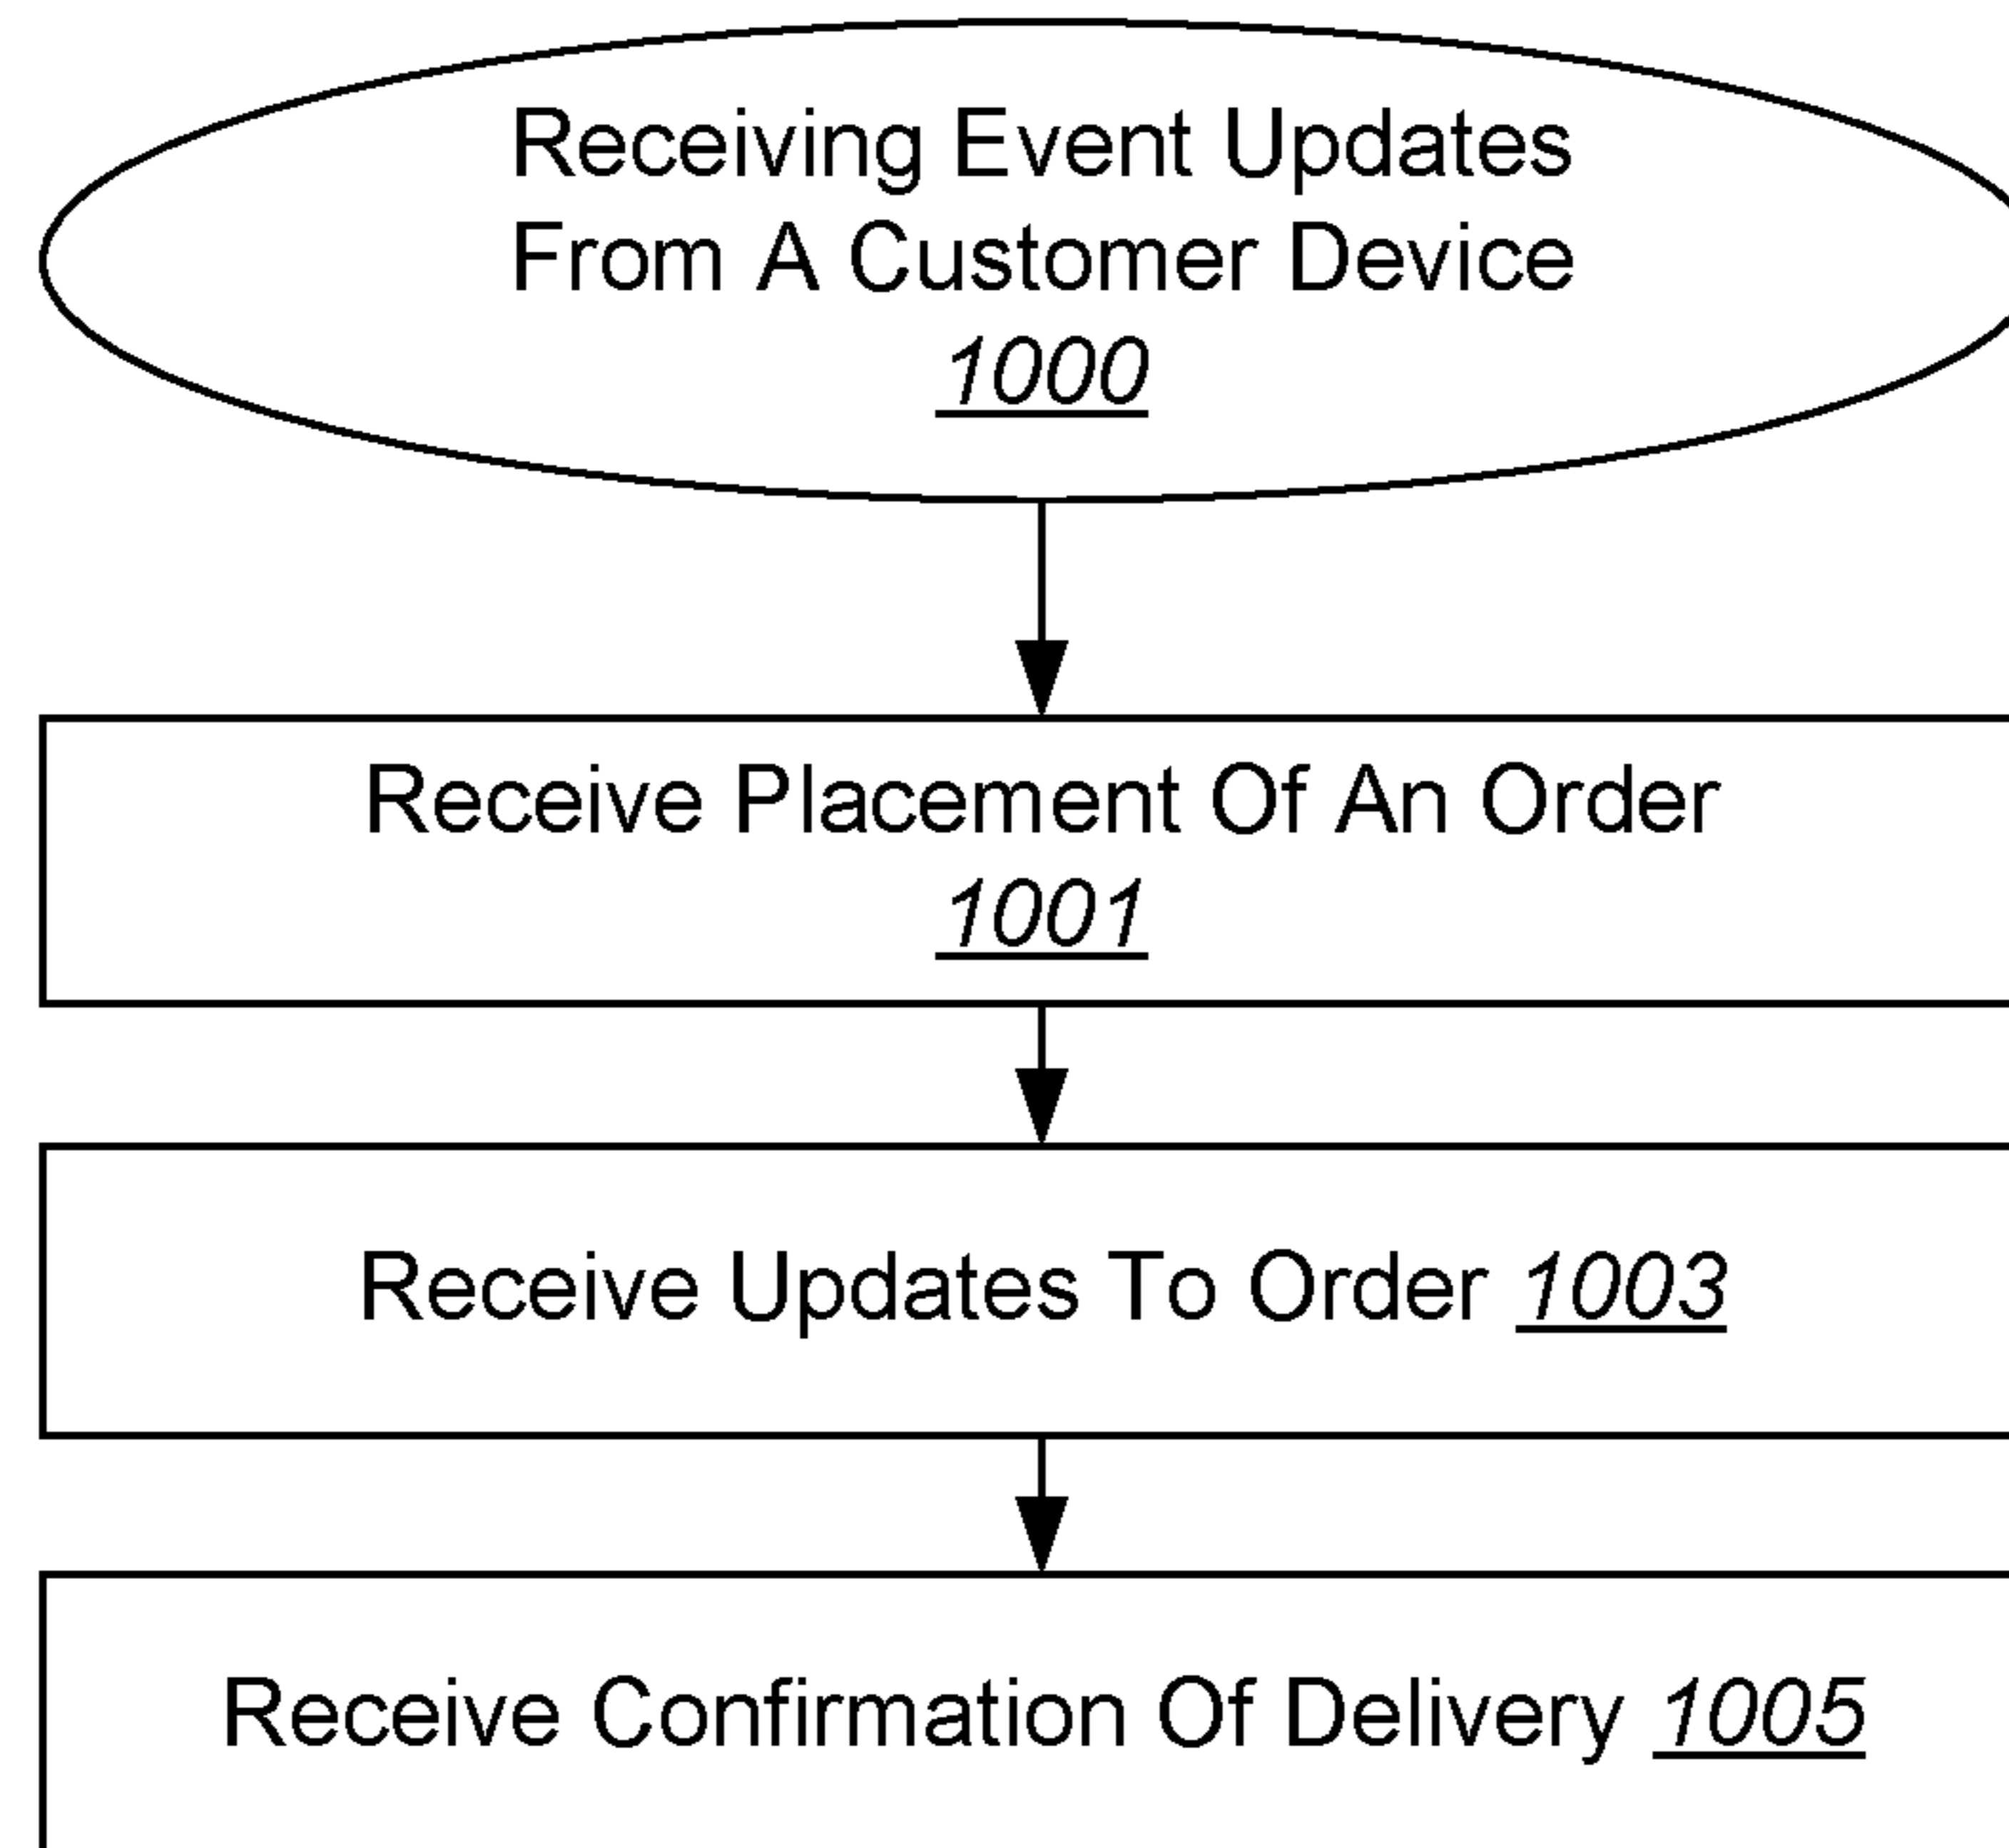 Receiving Event Updates
From A Customer Device
1000
Receive Placement Of An Order
1001
Receive Updates To Order 1003
Receive Confirmation Of Delivery 1005